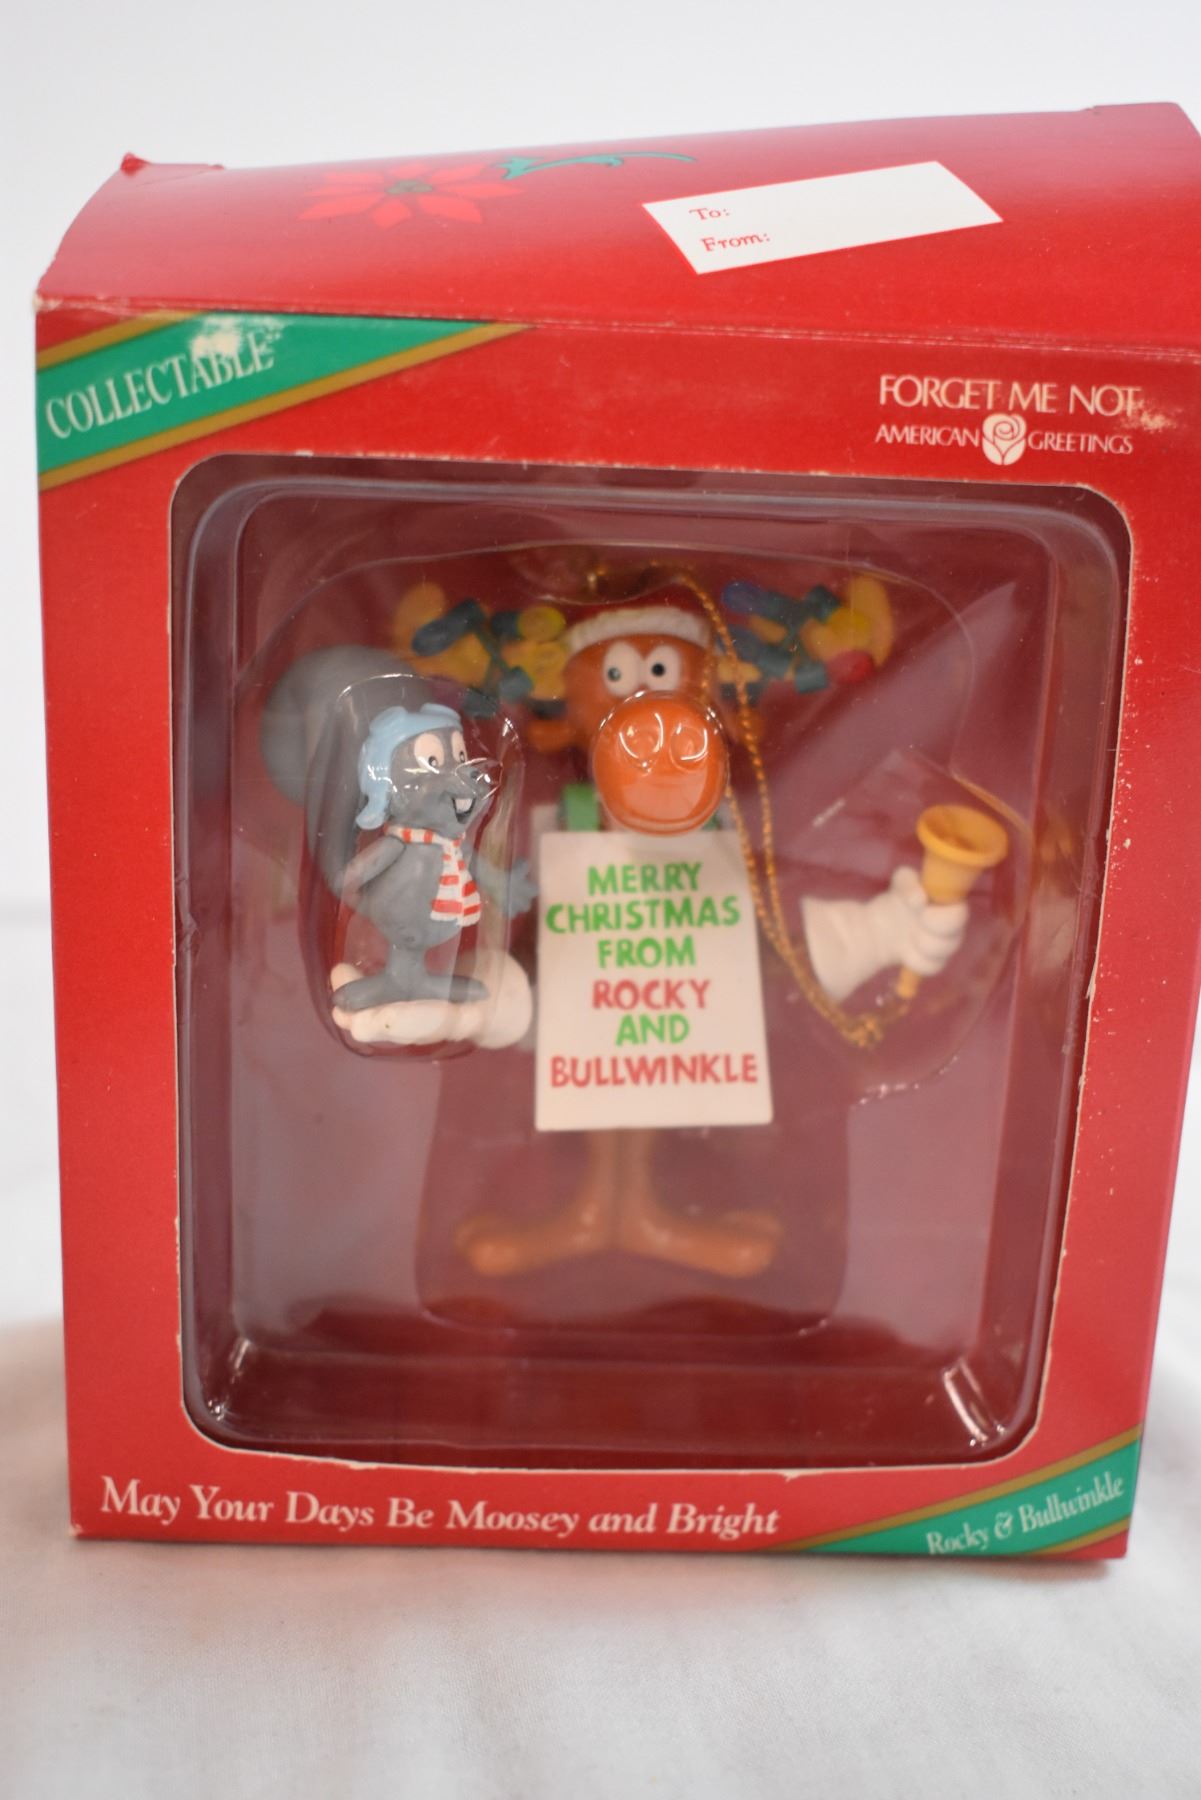 To:
From:
COLLECTABLE
FORGET ME NOT
AMERICAN GREETINGS
MERRY
CHRISTMAS
FROM
ROCKY
AND
BULLWINKLE
May Your Days Be Moosey and Bright
Rocky & Bullwinkle